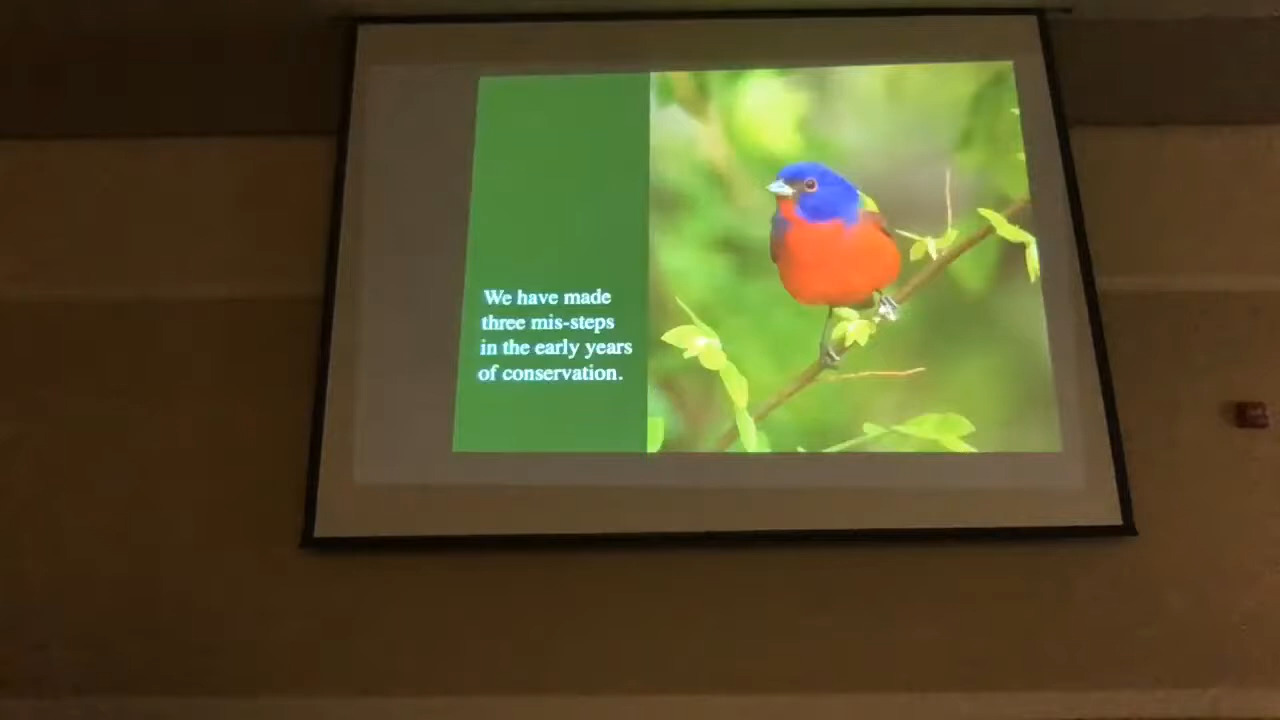 We have made
three mis-steps
in the early years
of conservation.